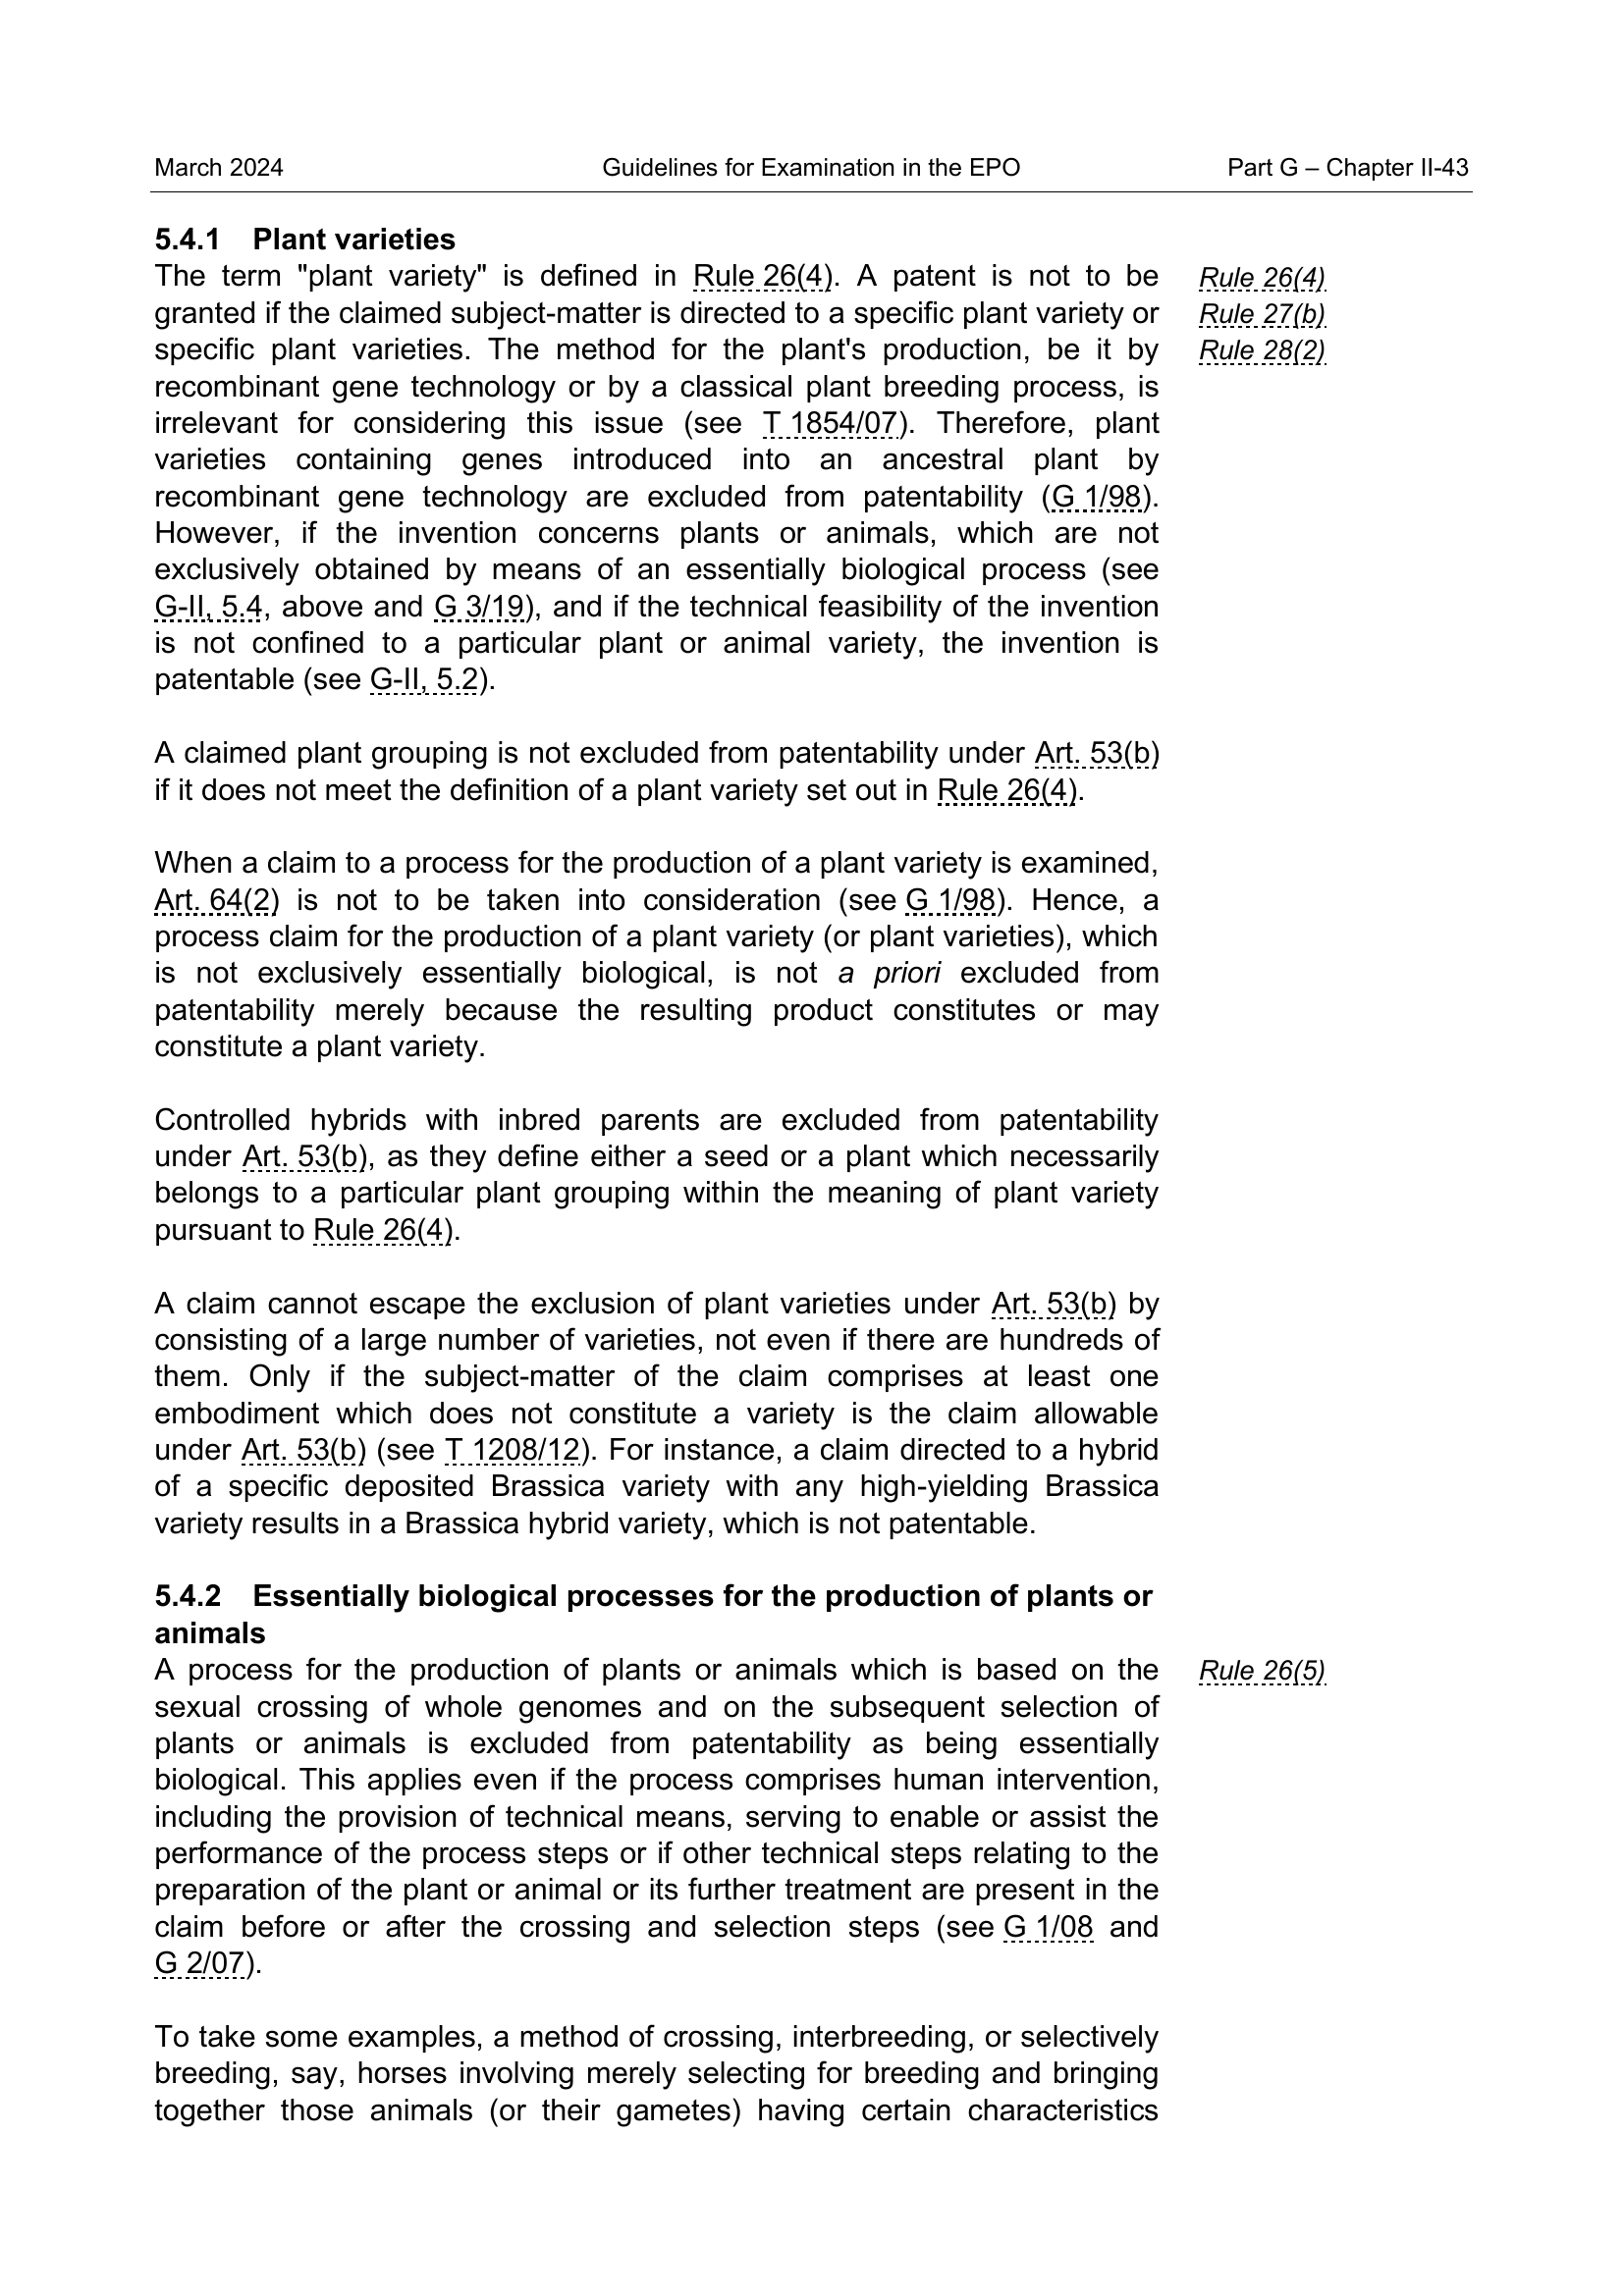 March 2024 Guidelines for Examination in the EPO Part G – Chapter II-43
5.4.1 Plant varieties
The term "plant variety" is defined in Rule 26(4). A patent is not to be
granted if the claimed subject-matter is directed to a specific plant variety or
specific plant varieties. The method for the plant's production, be it by
recombinant gene technology or by a classical plant breeding process, is
irrelevant for considering this issue (see T 1854/07). Therefore, plant
varieties containing genes introduced into an ancestral plant by
recombinant gene technology are excluded from patentability (G 1/98).
However, if the invention concerns plants or animals, which are not
exclusively obtained by means of an essentially biological process (see
G-II, 5.4, above and G 3/19), and if the technical feasibility of the invention
is not confined to a particular plant or animal variety, the invention is
patentable (see G-II, 5.2).
Rule 26(4)
Rule 27(b)
Rule 28(2)
A claimed plant grouping is not excluded from patentability under Art. 53(b)
if it does not meet the definition of a plant variety set out in Rule 26(4).
When a claim to a process for the production of a plant variety is examined,
Art. 64(2) is not to be taken into consideration (see G 1/98). Hence, a
process claim for the production of a plant variety (or plant varieties), which
is not exclusively essentially biological, is not a priori excluded from
patentability merely because the resulting product constitutes or may
constitute a plant variety.
Controlled hybrids with inbred parents are excluded from patentability
under Art. 53(b), as they define either a seed or a plant which necessarily
belongs to a particular plant grouping within the meaning of plant variety
pursuant to Rule 26(4).
A claim cannot escape the exclusion of plant varieties under Art. 53(b) by
consisting of a large number of varieties, not even if there are hundreds of
them. Only if the subject-matter of the claim comprises at least one
embodiment which does not constitute a variety is the claim allowable
under Art. 53(b) (see T 1208/12). For instance, a claim directed to a hybrid
of a specific deposited Brassica variety with any high-yielding Brassica
variety results in a Brassica hybrid variety, which is not patentable.
5.4.2 Essentially biological processes for the production of plants or
animals
A process for the production of plants or animals which is based on the
sexual crossing of whole genomes and on the subsequent selection of
plants or animals is excluded from patentability as being essentially
biological. This applies even if the process comprises human intervention,
including the provision of technical means, serving to enable or assist the
performance of the process steps or if other technical steps relating to the
preparation of the plant or animal or its further treatment are present in the
claim before or after the crossing and selection steps (see G 1/08 and
G 2/07).
Rule 26(5)
To take some examples, a method of crossing, interbreeding, or selectively
breeding, say, horses involving merely selecting for breeding and bringing
together those animals (or their gametes) having certain characteristics